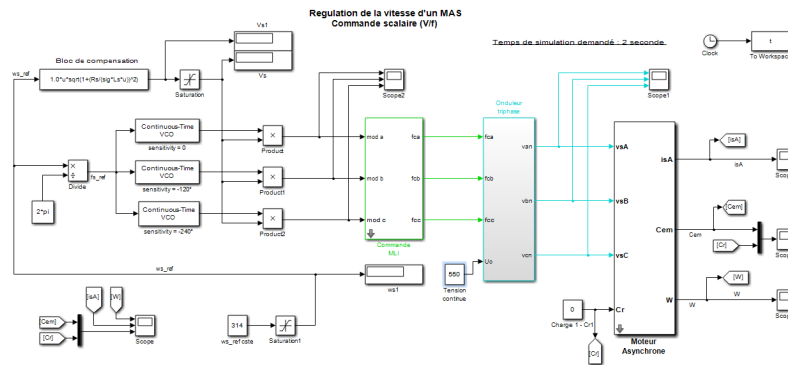 Regulation de la vitesse d'un MAS
Commande scalaire (V/f)
Temps de simulation demandé : 2 seconde
Clock
t
To Workspace
Vs1
Vs
Bloc de compensation
ws_ref
1.0*u*sqrt(1+(Rs/(sig*Ls*u))^2)
Saturation
Scope2
Scope1
Continuous-Time
VCO
sensitivity = 0
×
Product
Continuous-Time
VCO
sensitivity = -120°
×
Product1
Continuous-Time
VCO
sensitivity = -240°
×
Product2
×
÷
Divide
fs_ref
2*pi
mod a
mod b
mod c
fca
fcb
fcc
Commande
MLI
Onduleur
triphase
fca
fcb
fcc
Uo
van
vbn
vcn
550
Tension
continue
vsA
vsB
vsC
Cr
isA
Cem
W
Moteur
Asynchrone
[isA]
isA
Scop
[Cem]
Cem
[Cr]
Scop
[W]
W
Scop
0
Charge 1 - Cr1
[Cr]
ws_ref
ws1
314
ws_ref cste
Saturation1
[isA]
[W]
[Cem]
[Cr]
Scope